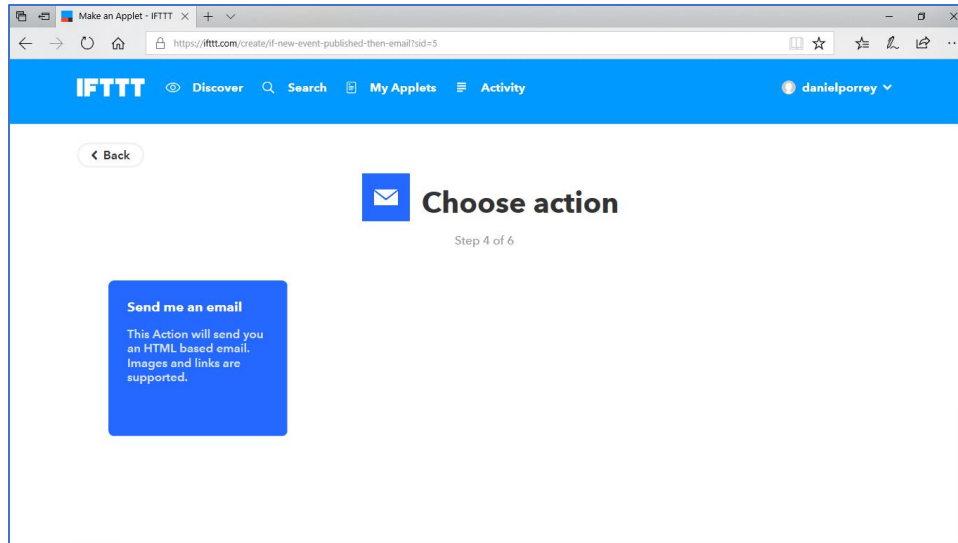 Make an Applet - IFTTT
https://ifttt.com/create/if-new-event-published-then-email?sid=5
IFTTT Discover Search My Applets Activity danielporrey
Back
Choose action
Step 4 of 6
Send me an email
This Action will send you
an HTML based email.
Images and links are
supported.